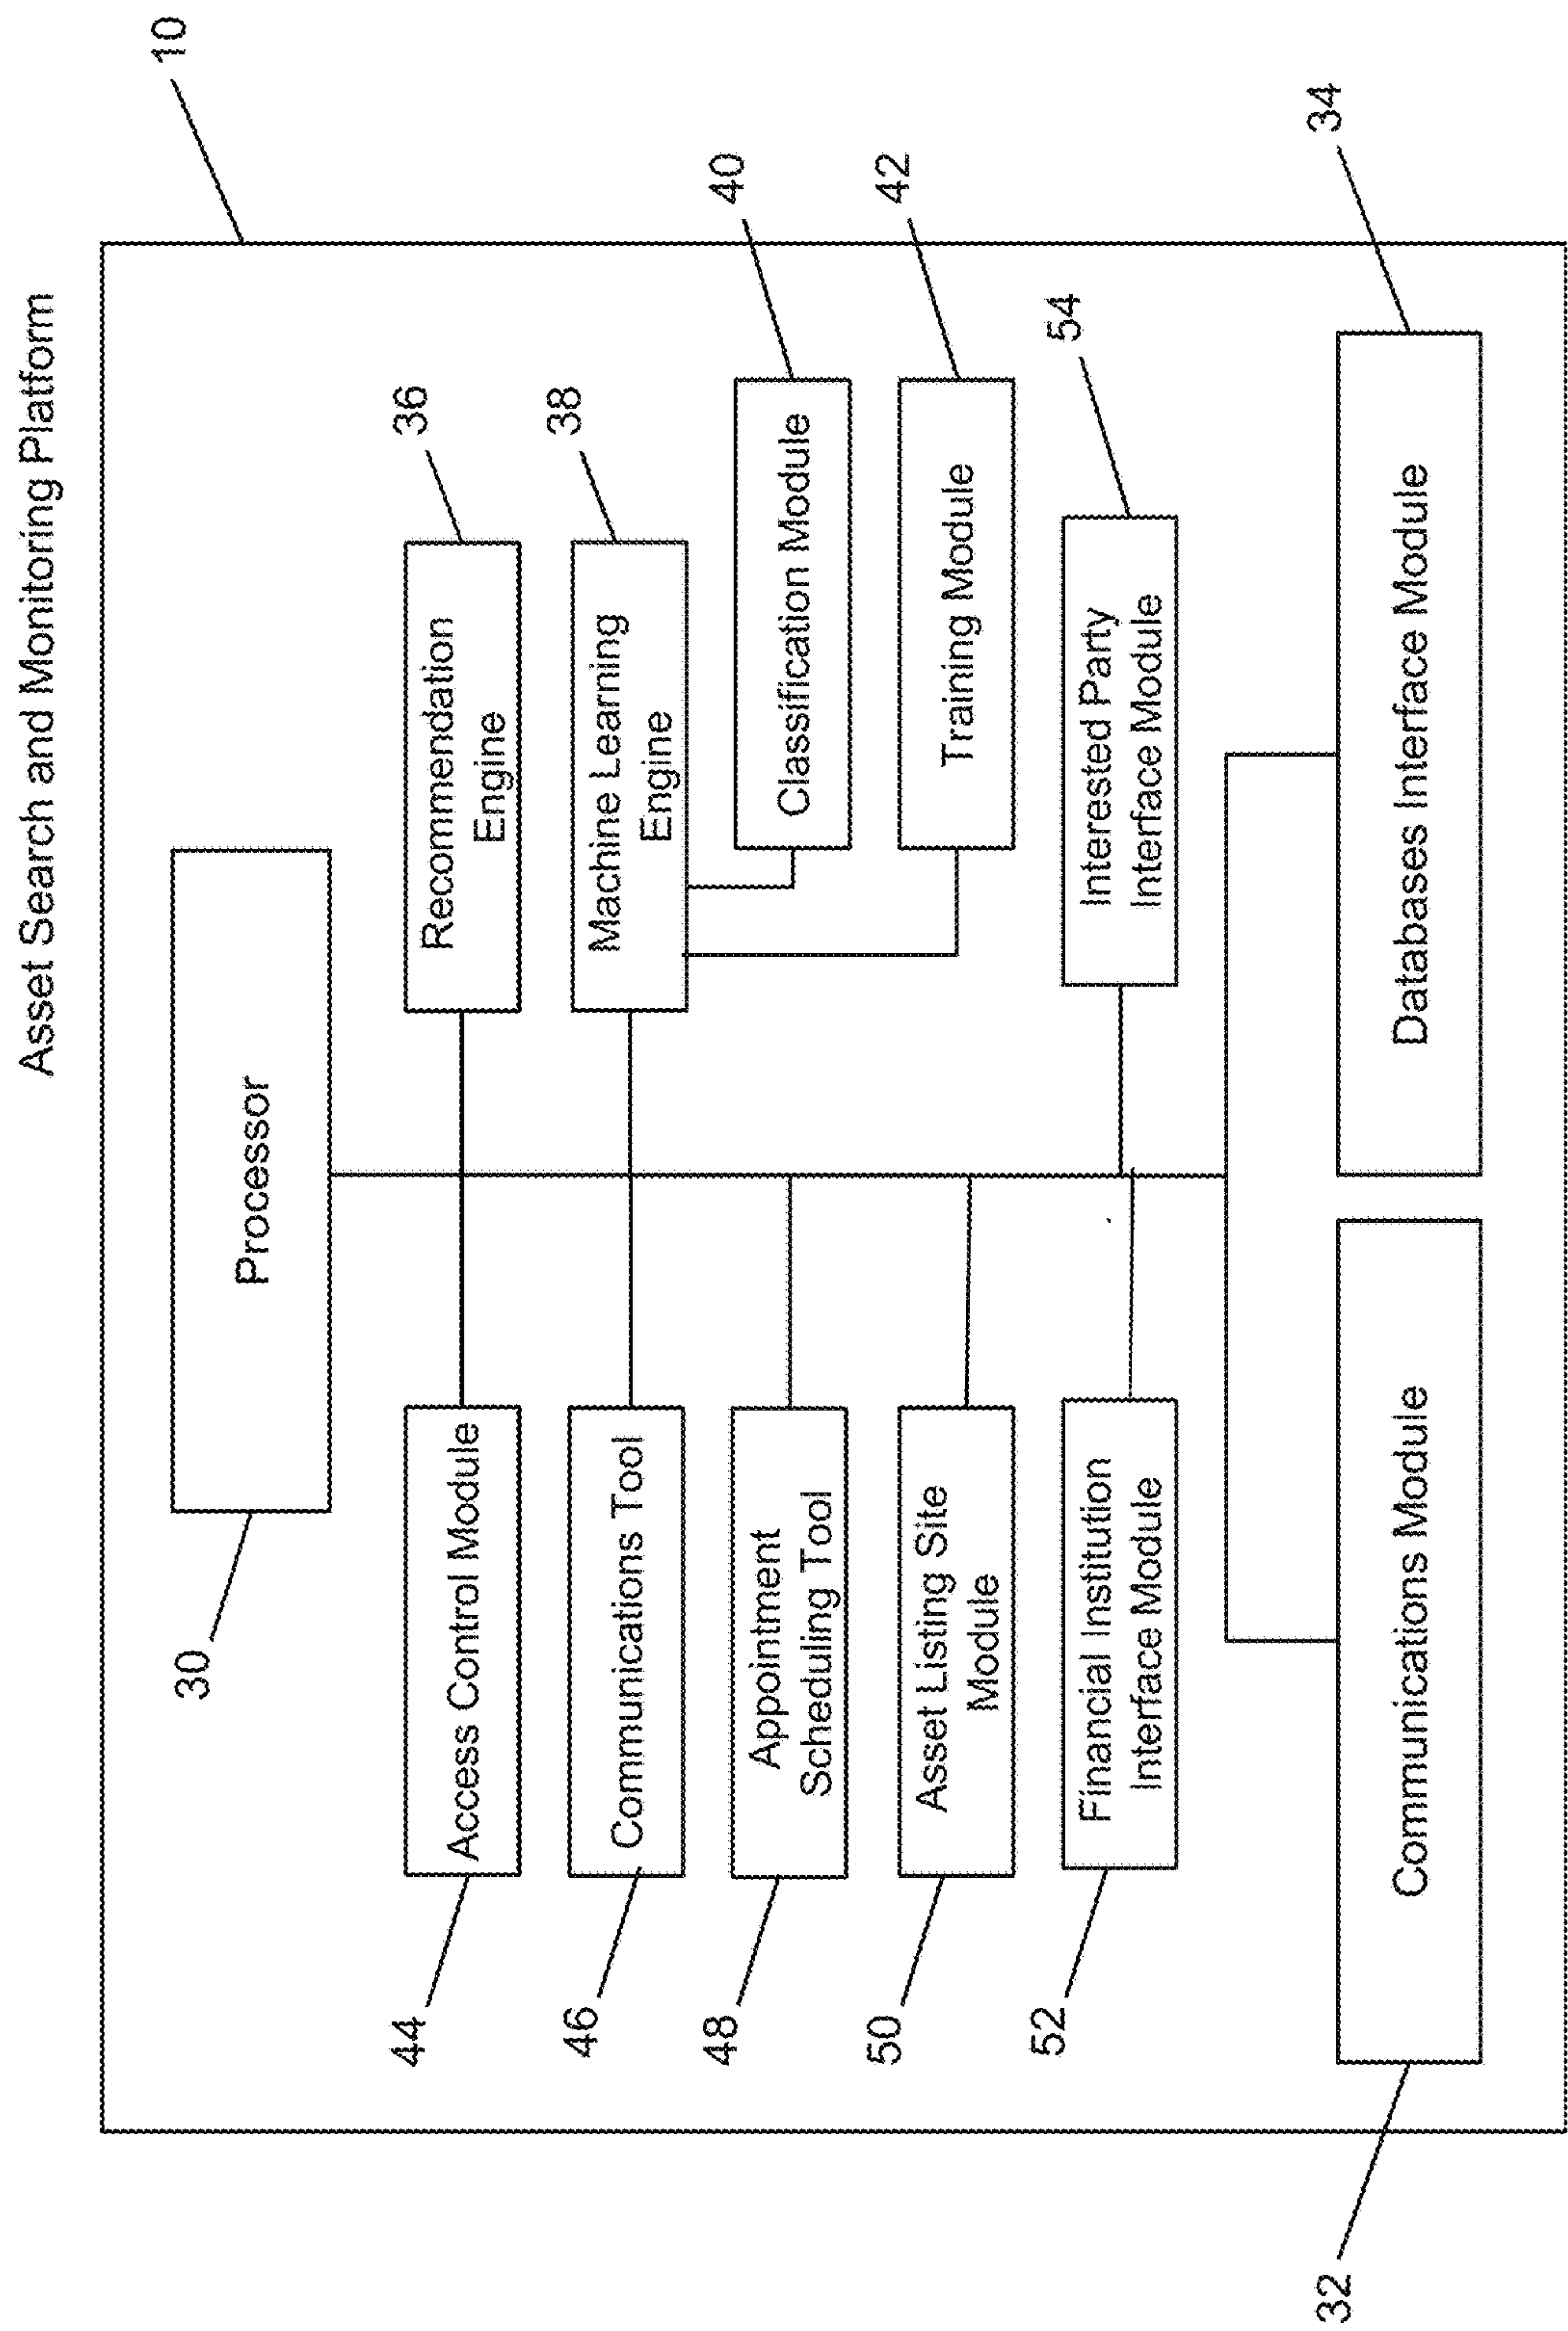 Asset Search and Monitoring Platform
10
Processor
30
Access Control Module
44
Recommendation
Engine
36
Communications Tool
46
Machine Learning
Engine
38
Appointment
Scheduling Tool
48
Classification Module
40
Asset Listing Site
Module
50
Training Module
42
Financial Institution
Interface Module
52
Interested Party
Interface Module
54
Communications Module
32
Databases Interface Module
34